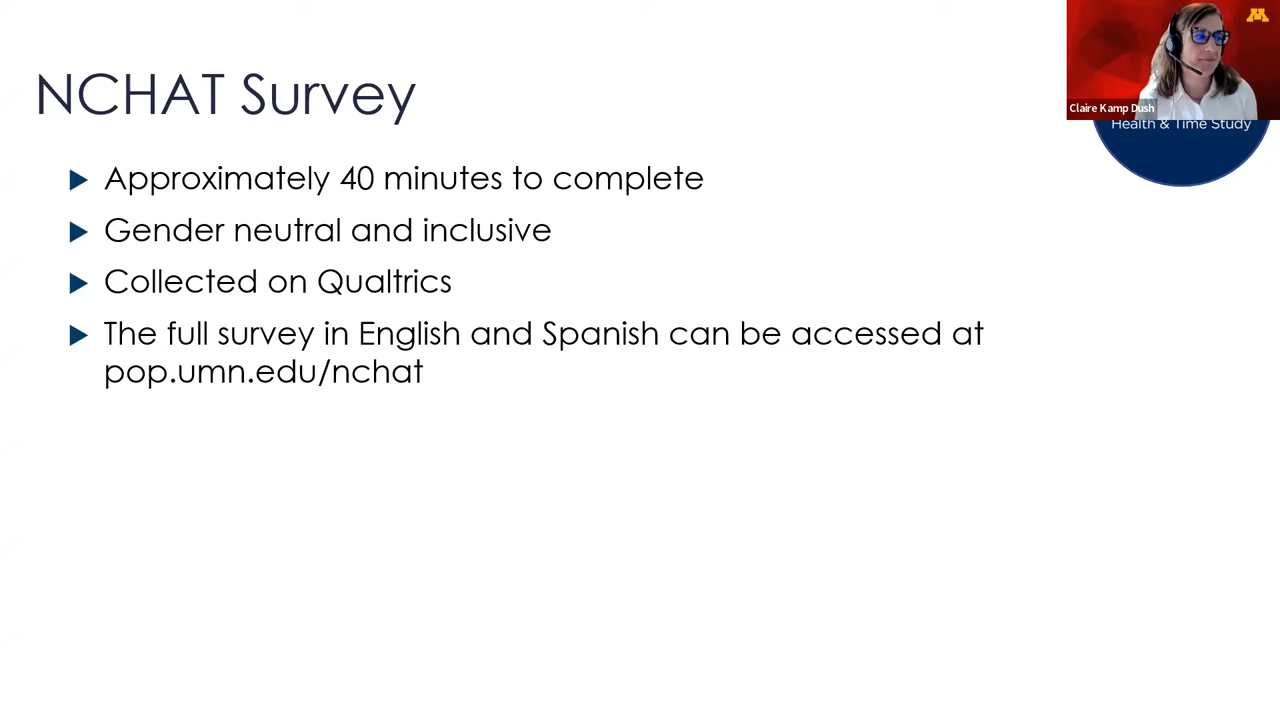 NCHAT Survey
Claire Kamp Dush
Health & Time Study
Approximately 40 minutes to complete
Gender neutral and inclusive
Collected on Qualtrics
The full survey in English and Spanish can be accessed at
pop.umn.edu/nchat